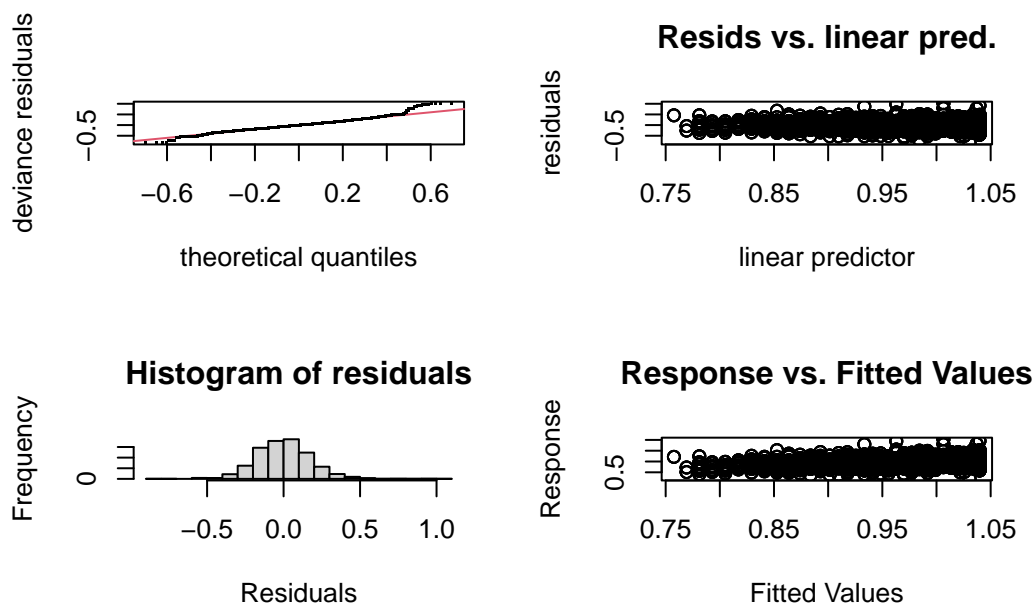 deviance residuals
−0.5
−0.6 −0.2 0.2 0.6
theoretical quantiles
Resids vs. linear pred.
residuals
−0.5
0.75 0.85 0.95 1.05
linear predictor
Histogram of residuals
Frequency
0
−0.5 0.0 0.5 1.0
Residuals
Response vs. Fitted Values
Response
0.5
0.75 0.85 0.95 1.05
Fitted Values